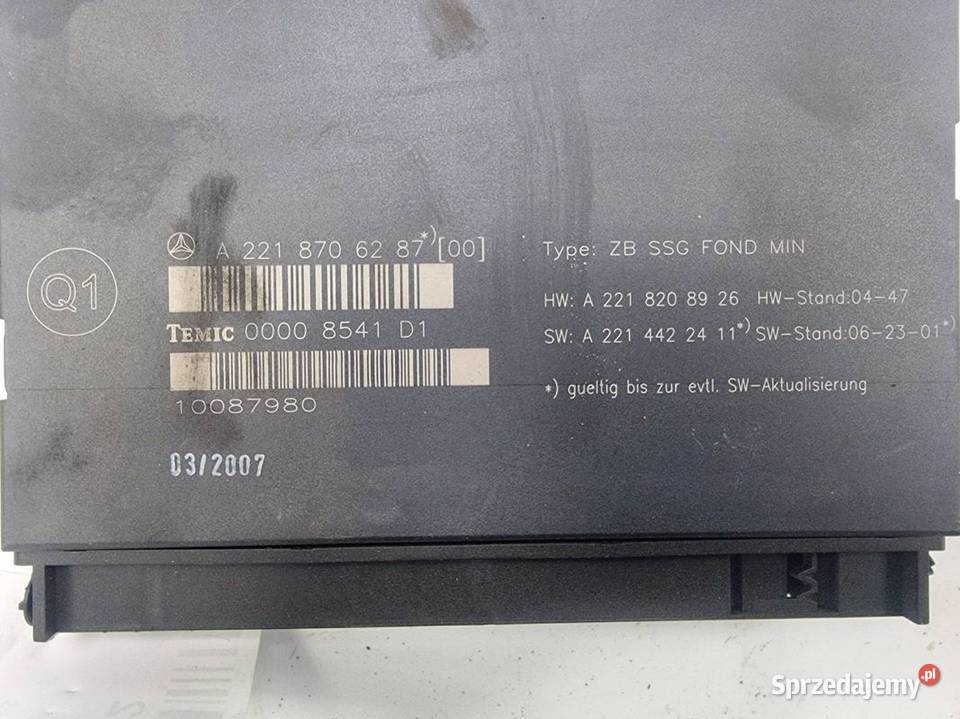 A 221 870 62 87*) [00]
Q1
TEMIC 0000 8541 D1
10087980
03/2007
Type: ZB SSG FOND MIN
HW: A 221 820 89 26 HW-Stand:04-47
SW: A 221 442 24 11*) SW-Stand:06-23-01*)
*) gueltig bis zur evtl. SW-Aktualisierung
Sprzedajemy.pl